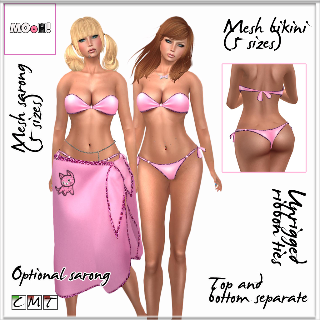 MOoH!
Mesh bikini
(5 sizes)
Mesh sarong
(5 sizes)
Unrigged
ribbon ties
Optional sarong
Top and
bottom separate
C M T